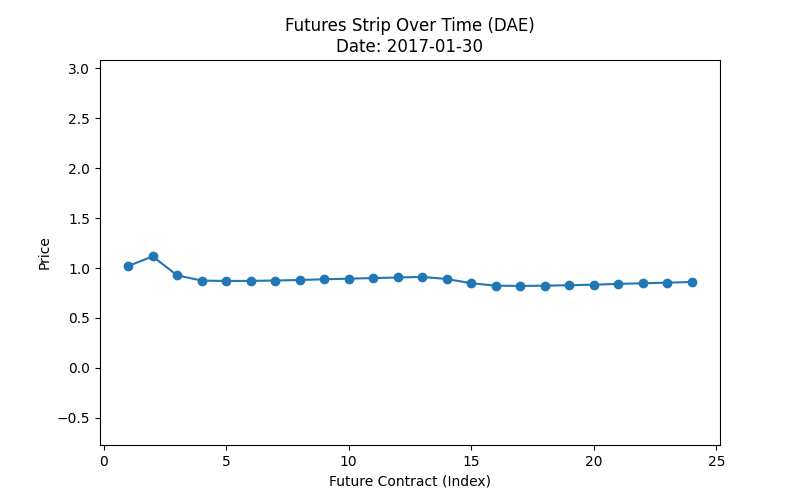 Futures Strip Over Time (DAE)
Date: 2017-01-30
3.0
2.5
2.0
1.5
1.0
0.5
0.0
−0.5
Price
0 5 10 15 20 25
Future Contract (Index)